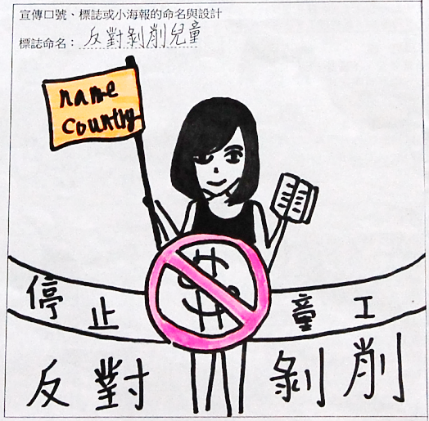 宣傳口號、標誌或小海報的命名與設計
標誌命名：反對剝削兒童
name
country
$
停止童工
反對剝削